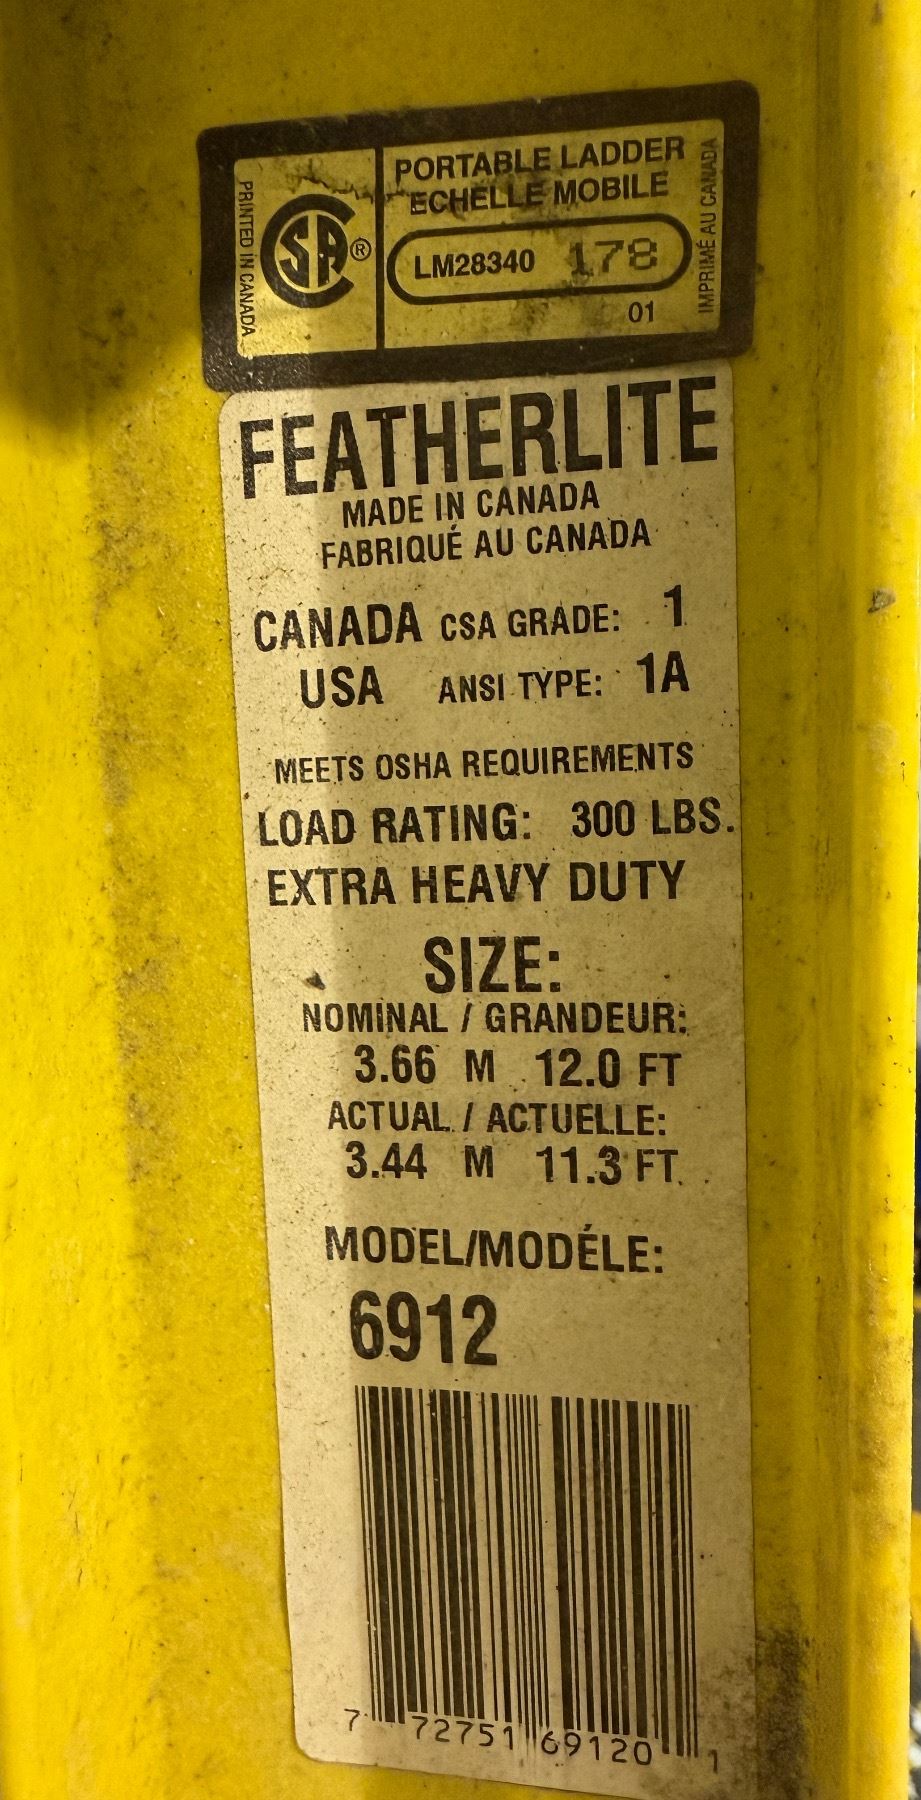 PRINTED IN CANADA
SA®
PORTABLE LADDER
ECHELLE MOBILE
LM28340 178
01
IMPRIMÉ AU CANADA
FEATHERLITE
MADE IN CANADA
FABRIQUÉ AU CANADA
CANADA CSA GRADE: 1
USA ANSI TYPE: 1A
MEETS OSHA REQUIREMENTS
LOAD RATING: 300 LBS.
EXTRA HEAVY DUTY
SIZE:
NOMINAL / GRANDEUR:
3.66 M 12.0 FT
ACTUAL / ACTUELLE:
3.44 M 11.3 FT.
MODEL/MODÉLE:
6912
7 72751 69120 1